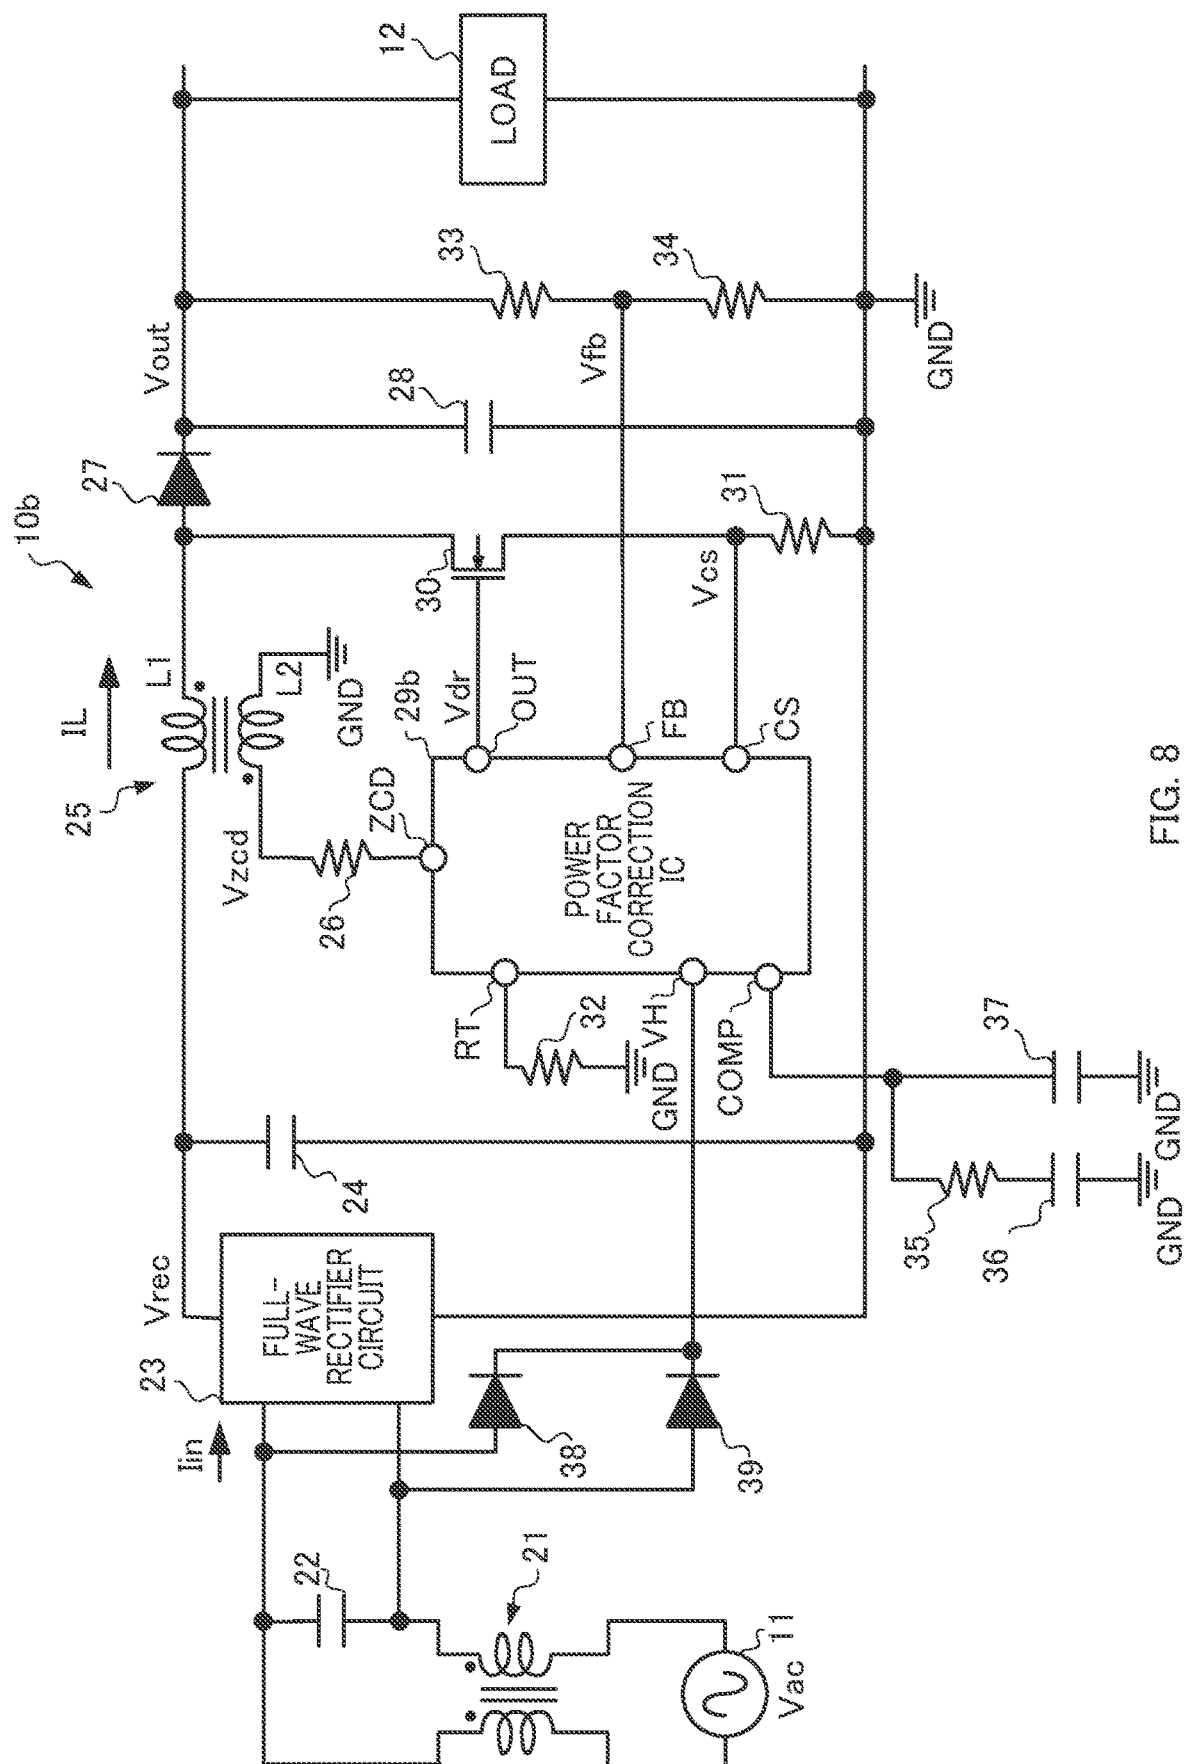 10b
12
LOAD
IL
L1
25
27
Vout
33
28
Vrec
Vzcd
L2
GND
ZCD
26
29b
Vdr
OUT
30
Vfb
34
GND
23
FULL-
WAVE
RECTIFIER
CIRCUIT
Iin
24
RT
32
GND
VH
COMP
POWER
FACTOR
CORRECTION
IC
FB
CS
Vcs
31
22
21
38
39
11
Vac
35
36
37
GND
GND
FIG. 8